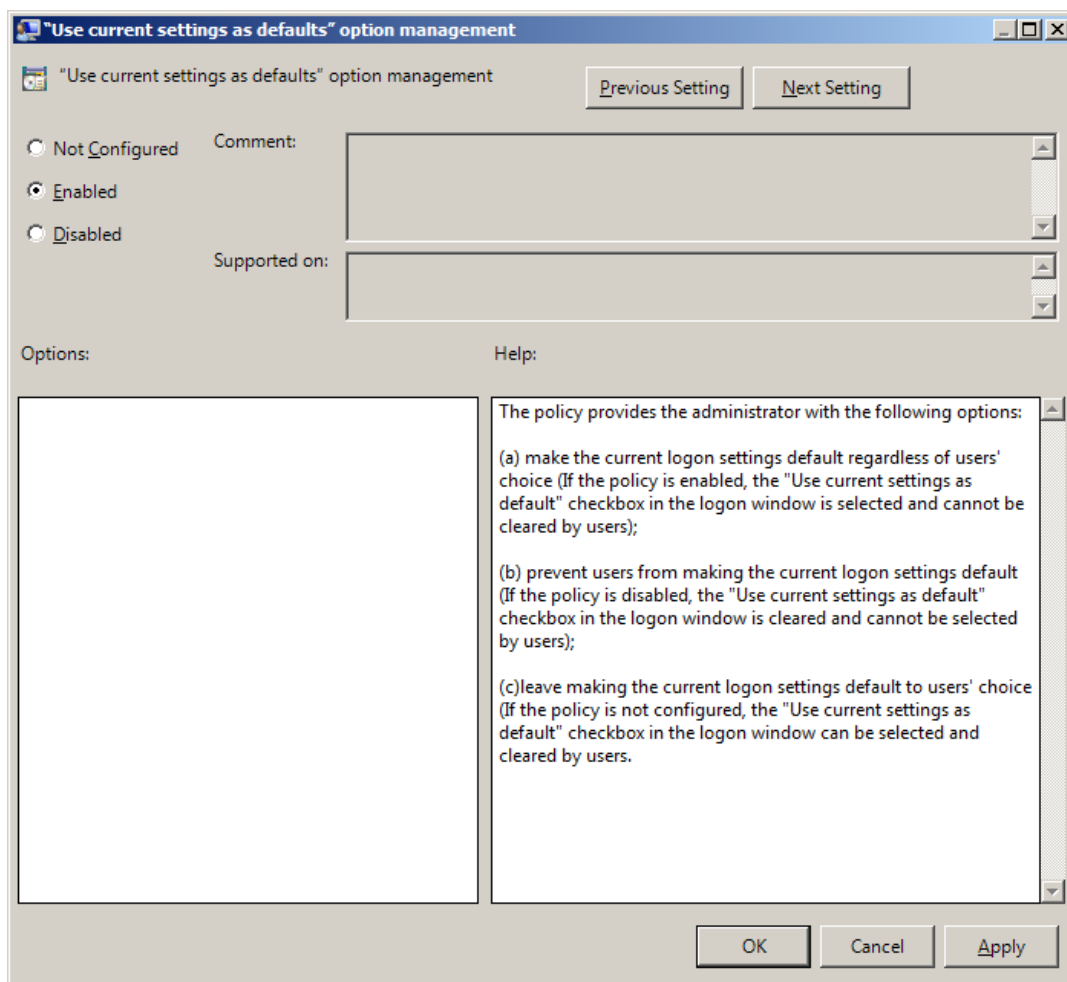 “Use current settings as defaults” option management
“Use current settings as defaults” option management
Previous Setting
Next Setting
Not Configured
Comment:
Enabled
Disabled
Supported on:
Options:
Help:
The policy provides the administrator with the following options:
(a) make the current logon settings default regardless of users'
choice (If the policy is enabled, the "Use current settings as
default" checkbox in the logon window is selected and cannot be
cleared by users);
(b) prevent users from making the current logon settings default
(If the policy is disabled, the "Use current settings as default"
checkbox in the logon window is cleared and cannot be selected
by users);
(c)leave making the current logon settings default to users' choice
(If the policy is not configured, the "Use current settings as
default" checkbox in the logon window can be selected and
cleared by users.
OK
Cancel
Apply